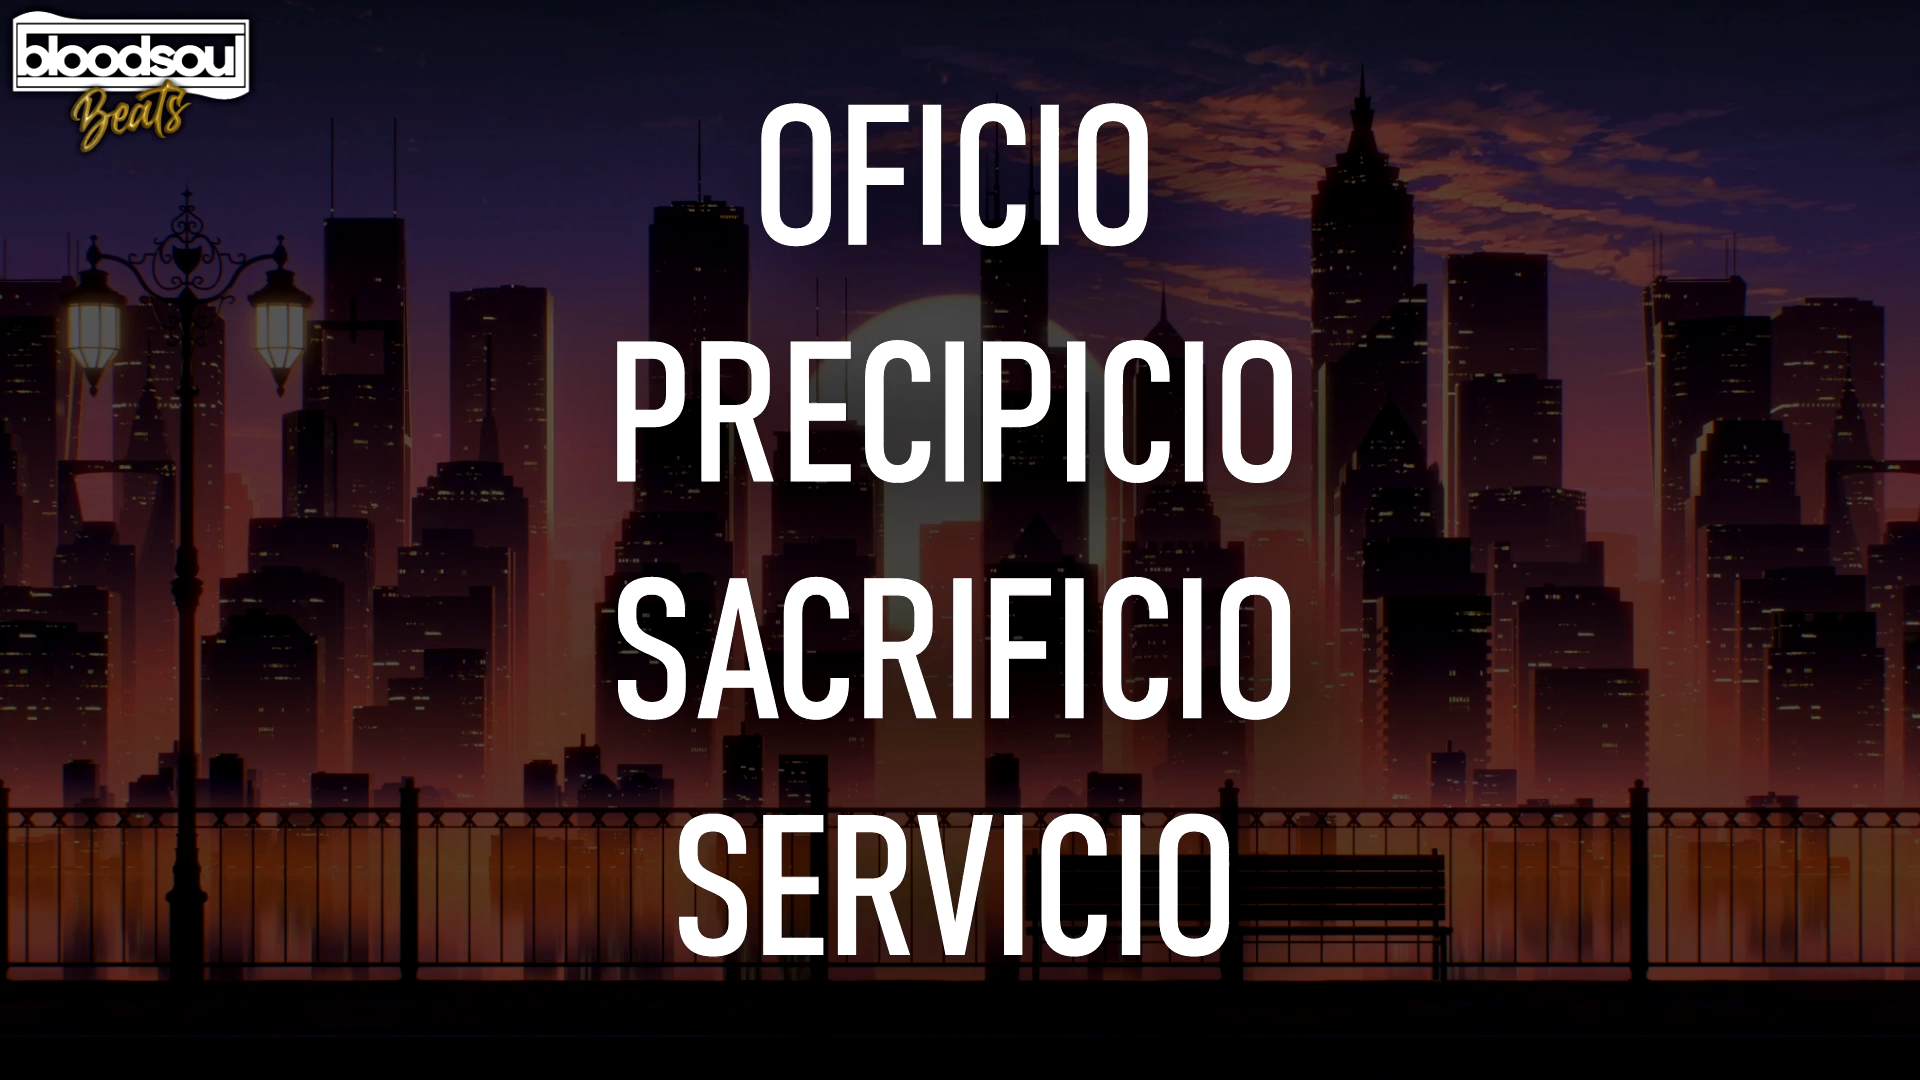 bloodsoul
Beats
OFICIO
PRECIPICIO
SACRIFICIO
SERVICIO